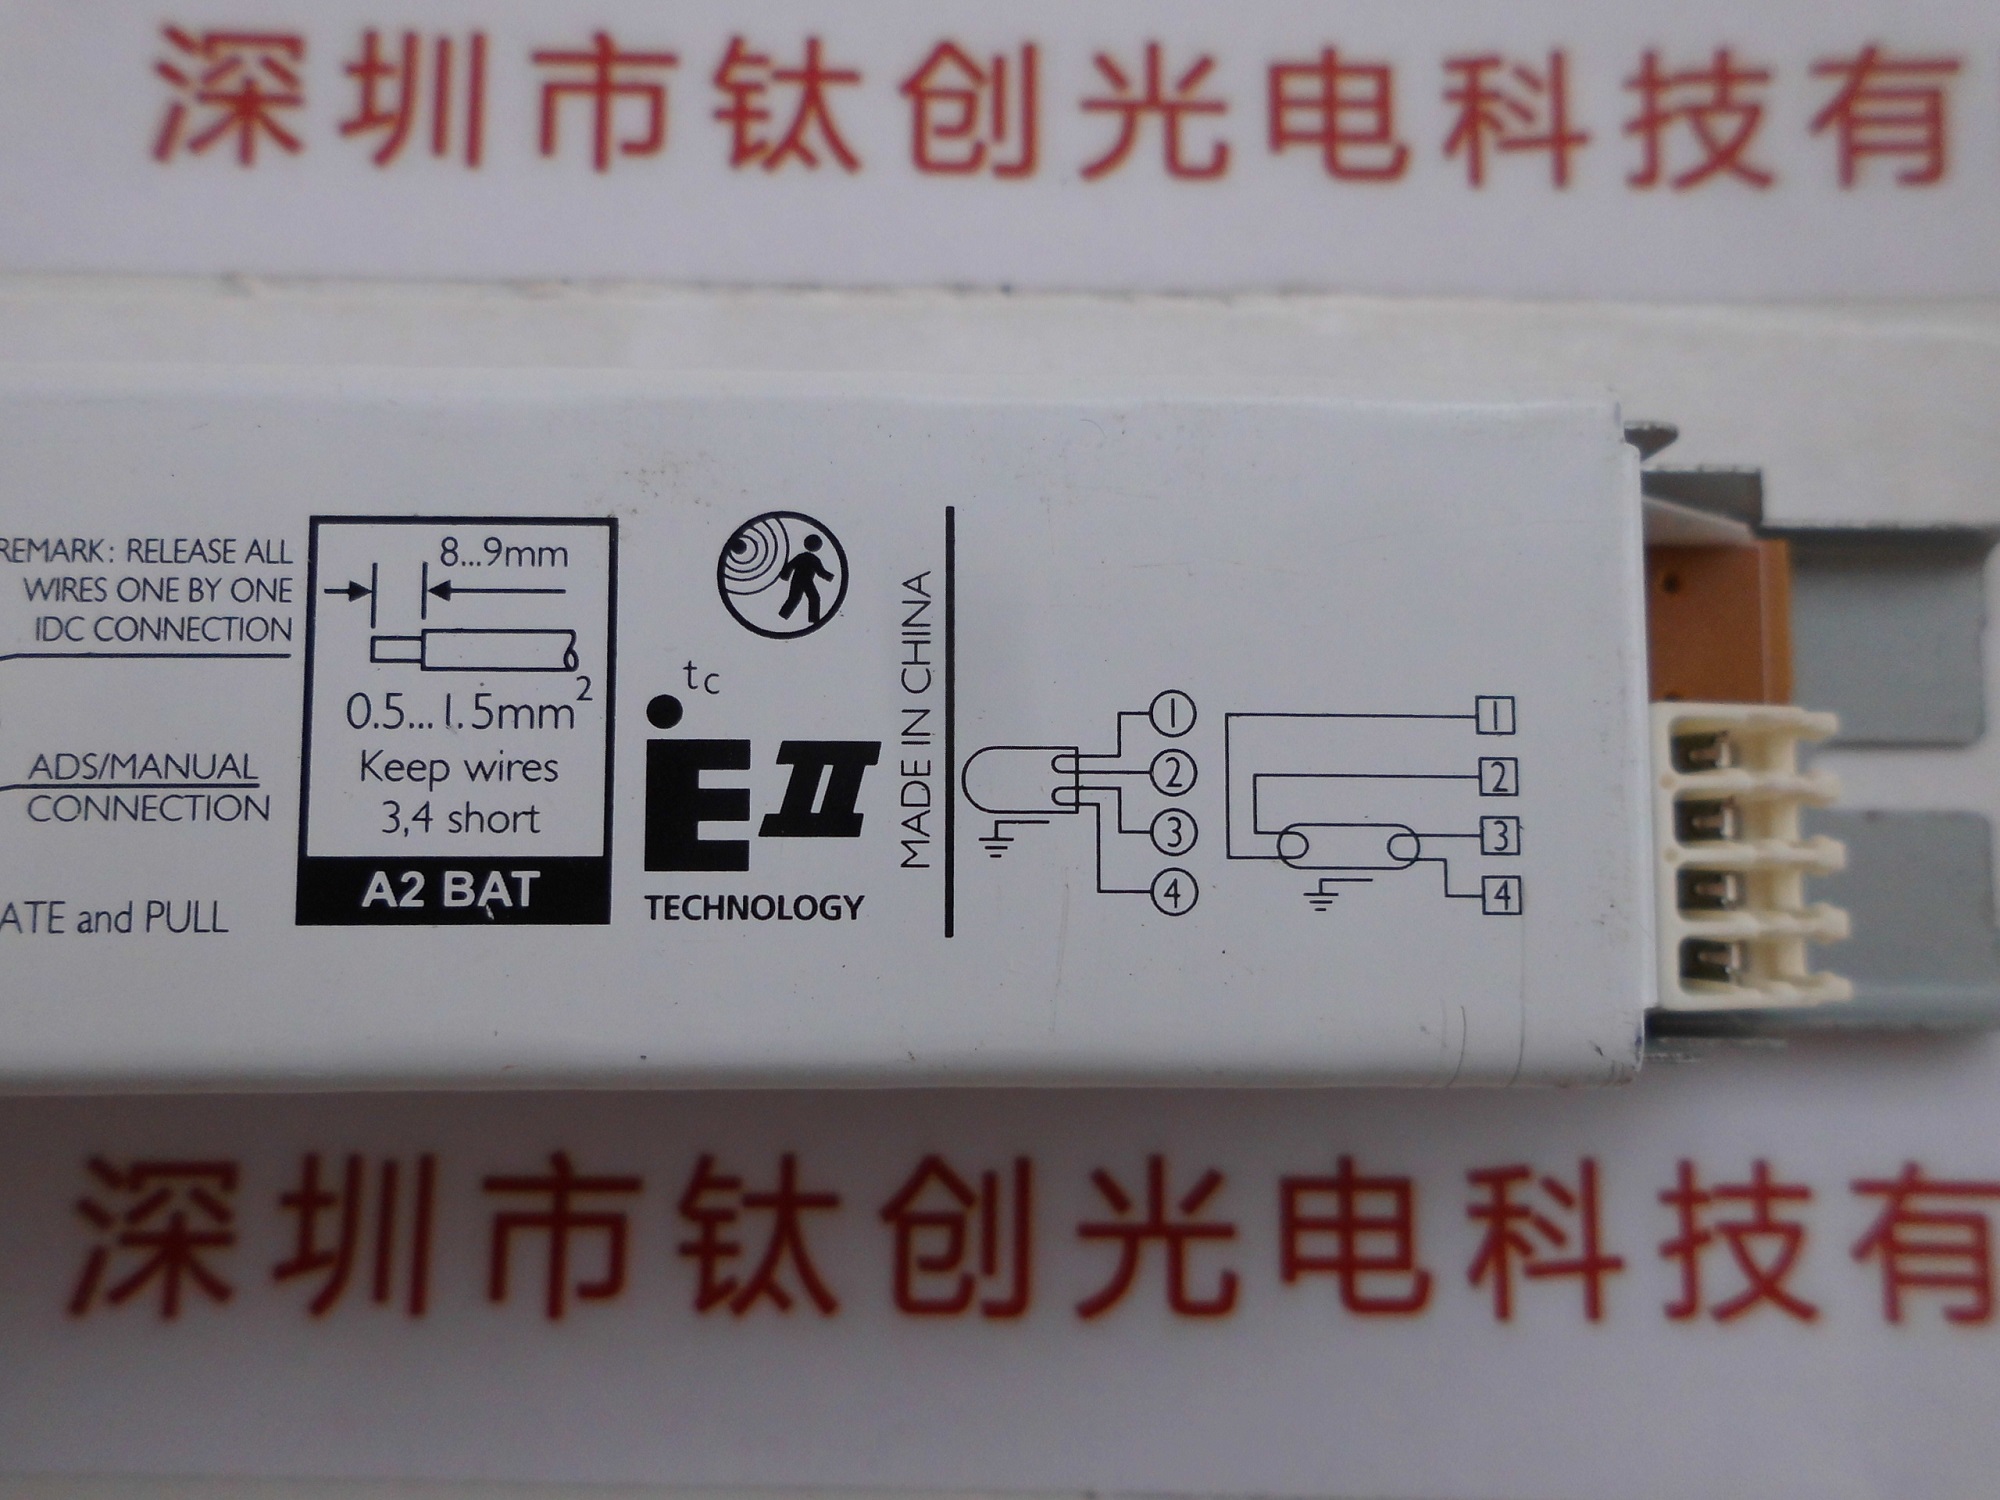 深圳市钛创光电科技有
REMARK: RELEASE ALL
WIRES ONE BY ONE
IDC CONNECTION
ADS/MANUAL
CONNECTION
ATE and PULL
8...9mm
0.5...1.5mm²
Keep wires
3,4 short
A2 BAT
tc
E II
TECHNOLOGY
MADE IN CHINA
1
2
3
4
1
2
3
4
深圳市钛创光电科技有